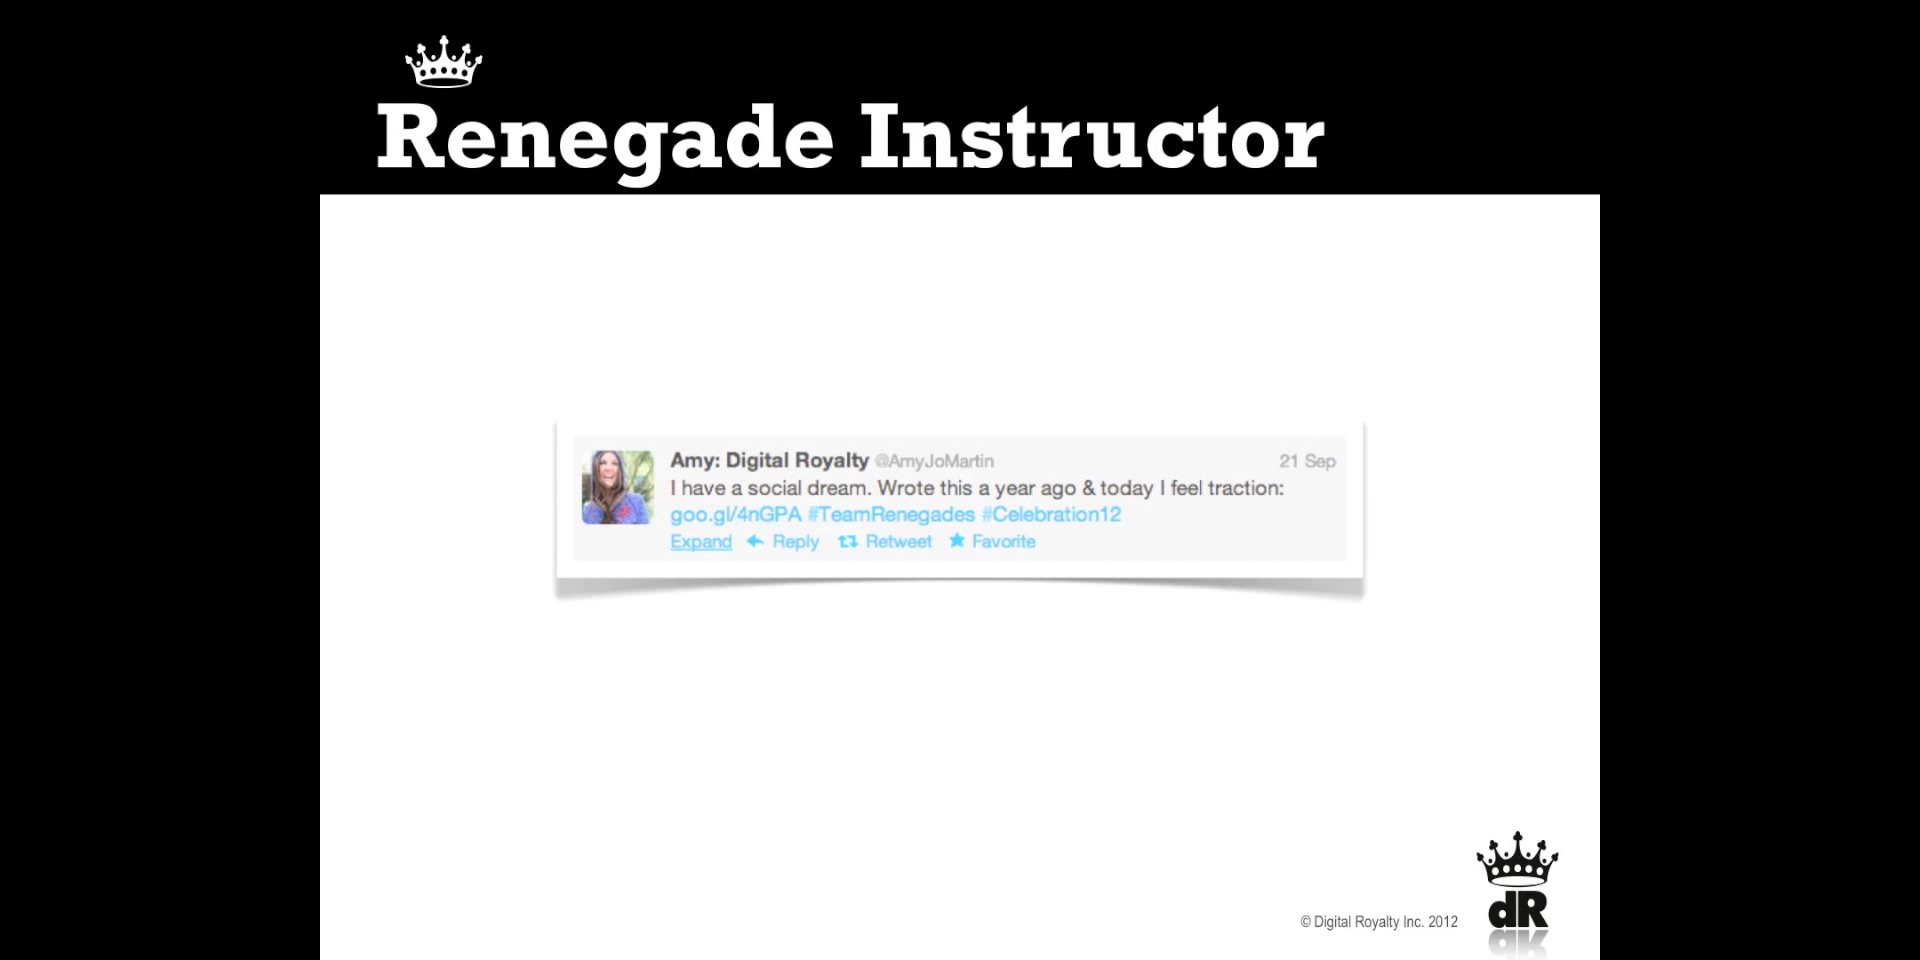 Renegade Instructor
Amy: Digital Royalty @AmyJoMartin 21 Sep
I have a social dream. Wrote this a year ago & today I feel traction:
goo.gl/4nGPA #TeamRenegades #Celebration12
Expand Reply Retweet Favorite
© Digital Royalty Inc. 2012
dR